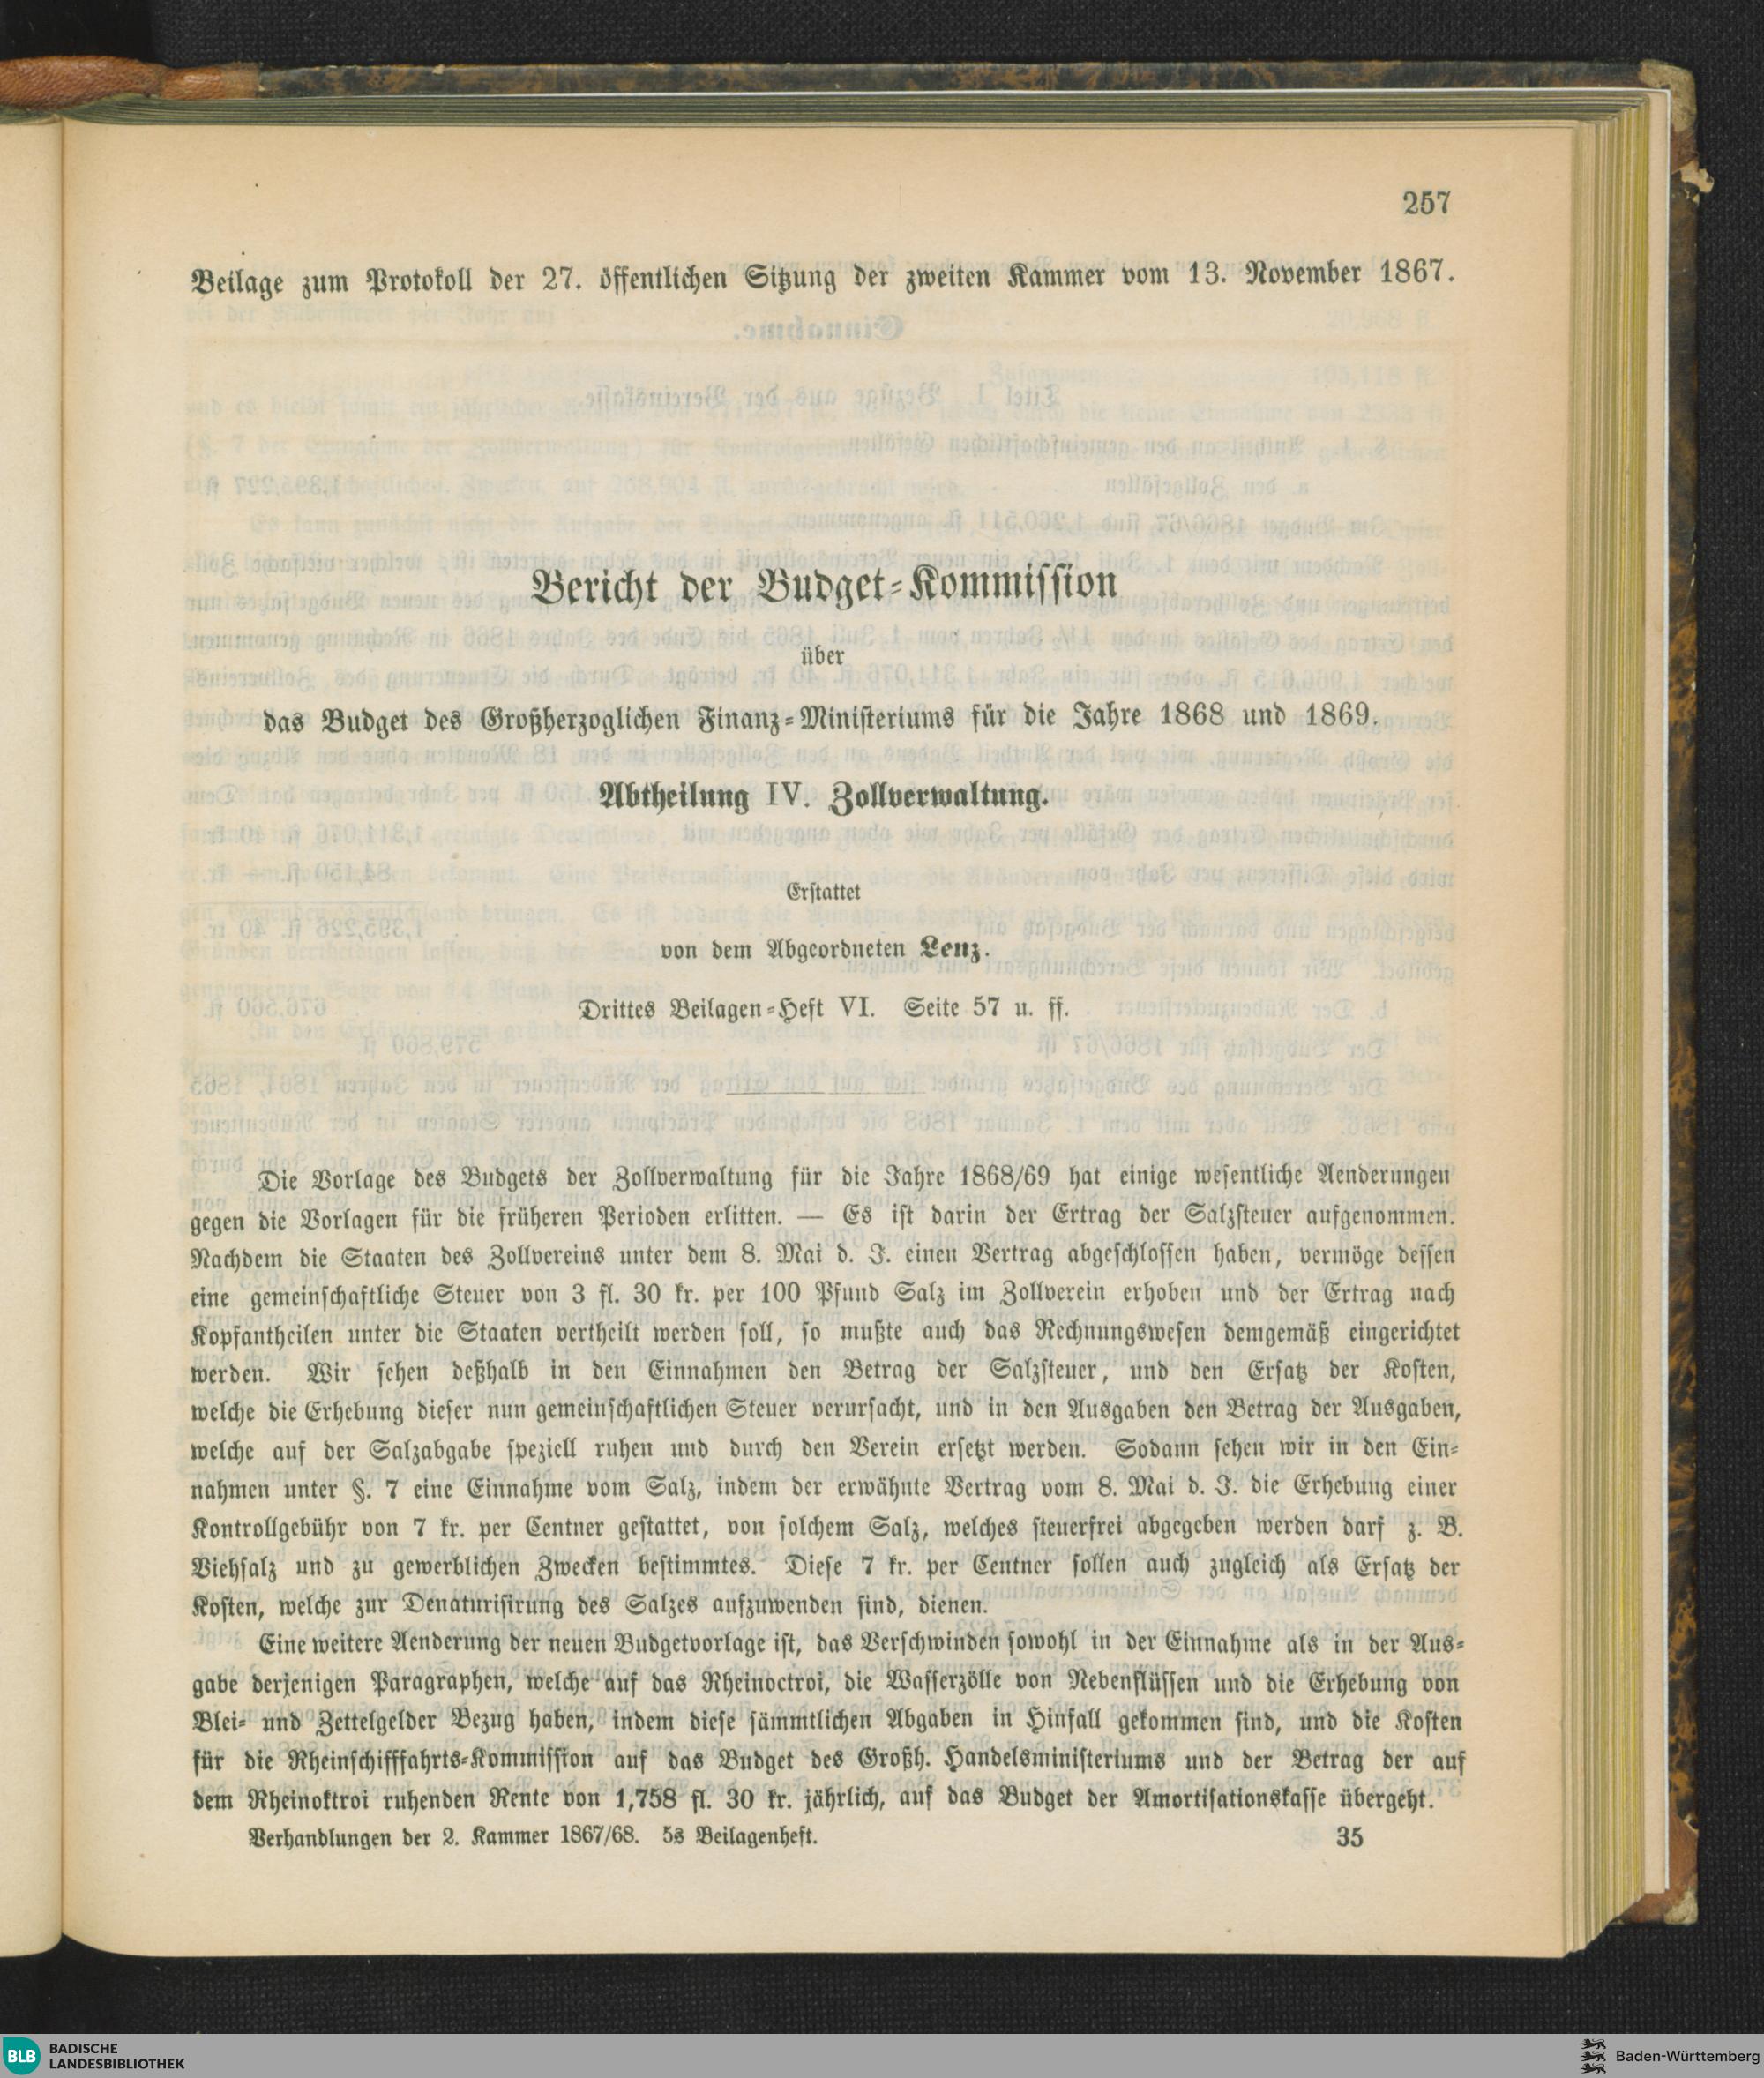 257
Beilage zum Protokoll der 27. öffentlichen Sitzung der zweiten Kammer vom 13. November 1867.
Bericht der Budget-Kommission
über
das Budget des Großherzoglichen Finanz-Ministeriums für die Jahre 1868 und 1869.
Abtheilung IV. Zollverwaltung.
Erstattet
von dem Abgeordneten Lenz.
Drittes Beilagen-Heft VI. Seite 57 u. ff.
Die Vorlage des Budgets der Zollverwaltung für die Jahre 1868/69 hat einige wesentliche Aenderungen
gegen die Vorlagen für die früheren Perioden erlitten. — Es ist darin der Ertrag der Salzsteuer aufgenommen.
Nachdem die Staaten des Zollvereins unter dem 8. Mai d. J. einen Vertrag abgeschlossen haben, vermöge dessen
eine gemeinschaftliche Steuer von 3 fl. 30 kr. per 100 Pfund Salz im Zollverein erhoben und der Ertrag nach
Kopfantheilen unter die Staaten vertheilt werden soll, so mußte auch das Rechnungswesen demgemäß eingerichtet
werden. Wir sehen deßhalb in den Einnahmen den Betrag der Salzsteuer, und den Ersatz der Kosten,
welche die Erhebung dieser nun gemeinschaftlichen Steuer verursacht, und in den Ausgaben den Betrag der Ausgaben,
welche auf der Salzabgabe speziell ruhen und durch den Verein ersetzt werden. Sodann sehen wir in den Ein-
nahmen unter §. 7 eine Einnahme vom Salz, indem der erwähnte Vertrag vom 8. Mai d. J. die Erhebung einer
Kontrollgebühr von 7 kr. per Centner gestattet, von solchem Salz, welches steuerfrei abgegeben werden darf z. B.
Viehsalz und zu gewerblichen Zwecken bestimmtes. Diese 7 kr. per Centner sollen auch zugleich als Ersatz der
Kosten, welche zur Denaturisirung des Salzes aufzuwenden sind, dienen.
Eine weitere Aenderung der neuen Budgetvorlage ist, das Verschwinden sowohl in der Einnahme als in der Aus-
gabe derjenigen Paragraphen, welche auf das Rheinoctroi, die Wasserzölle von Nebenflüssen und die Erhebung von
Blei- und Zettelgelder Bezug haben, indem diese sämmtlichen Abgaben in Hinfall gekommen sind, und die Kosten
für die Rheinschifffahrts-Kommission auf das Budget des Großh. Handelsministeriums und der Betrag der auf
dem Rheinoktroi ruhenden Rente von 1,758 fl. 30 kr. jährlich, auf das Budget der Amortisationskasse übergeht.
Verhandlungen der 2. Kammer 1867/68. 5s Beilagenheft. 35
BLB BADISCHE
LANDESBIBLIOTHEK
Baden-Württemberg